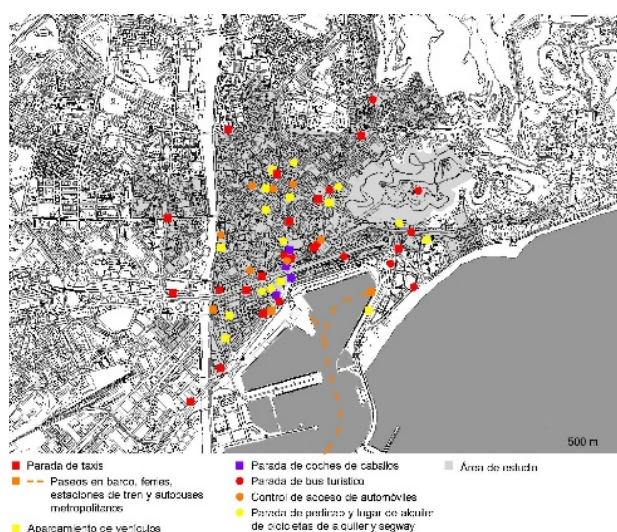 500 m
Parada de taxis
Paseos en barco, ferries,
estaciones de tren y autobuses
metropolitanos
Aparcamiento de vehículos
Parada de coches de caballos
Parada de bus turístico
Control de acceso de automóviles
Parada de pedicab y lugar de alquiler
de bicicletas de alquiler y segway
Área de estudio